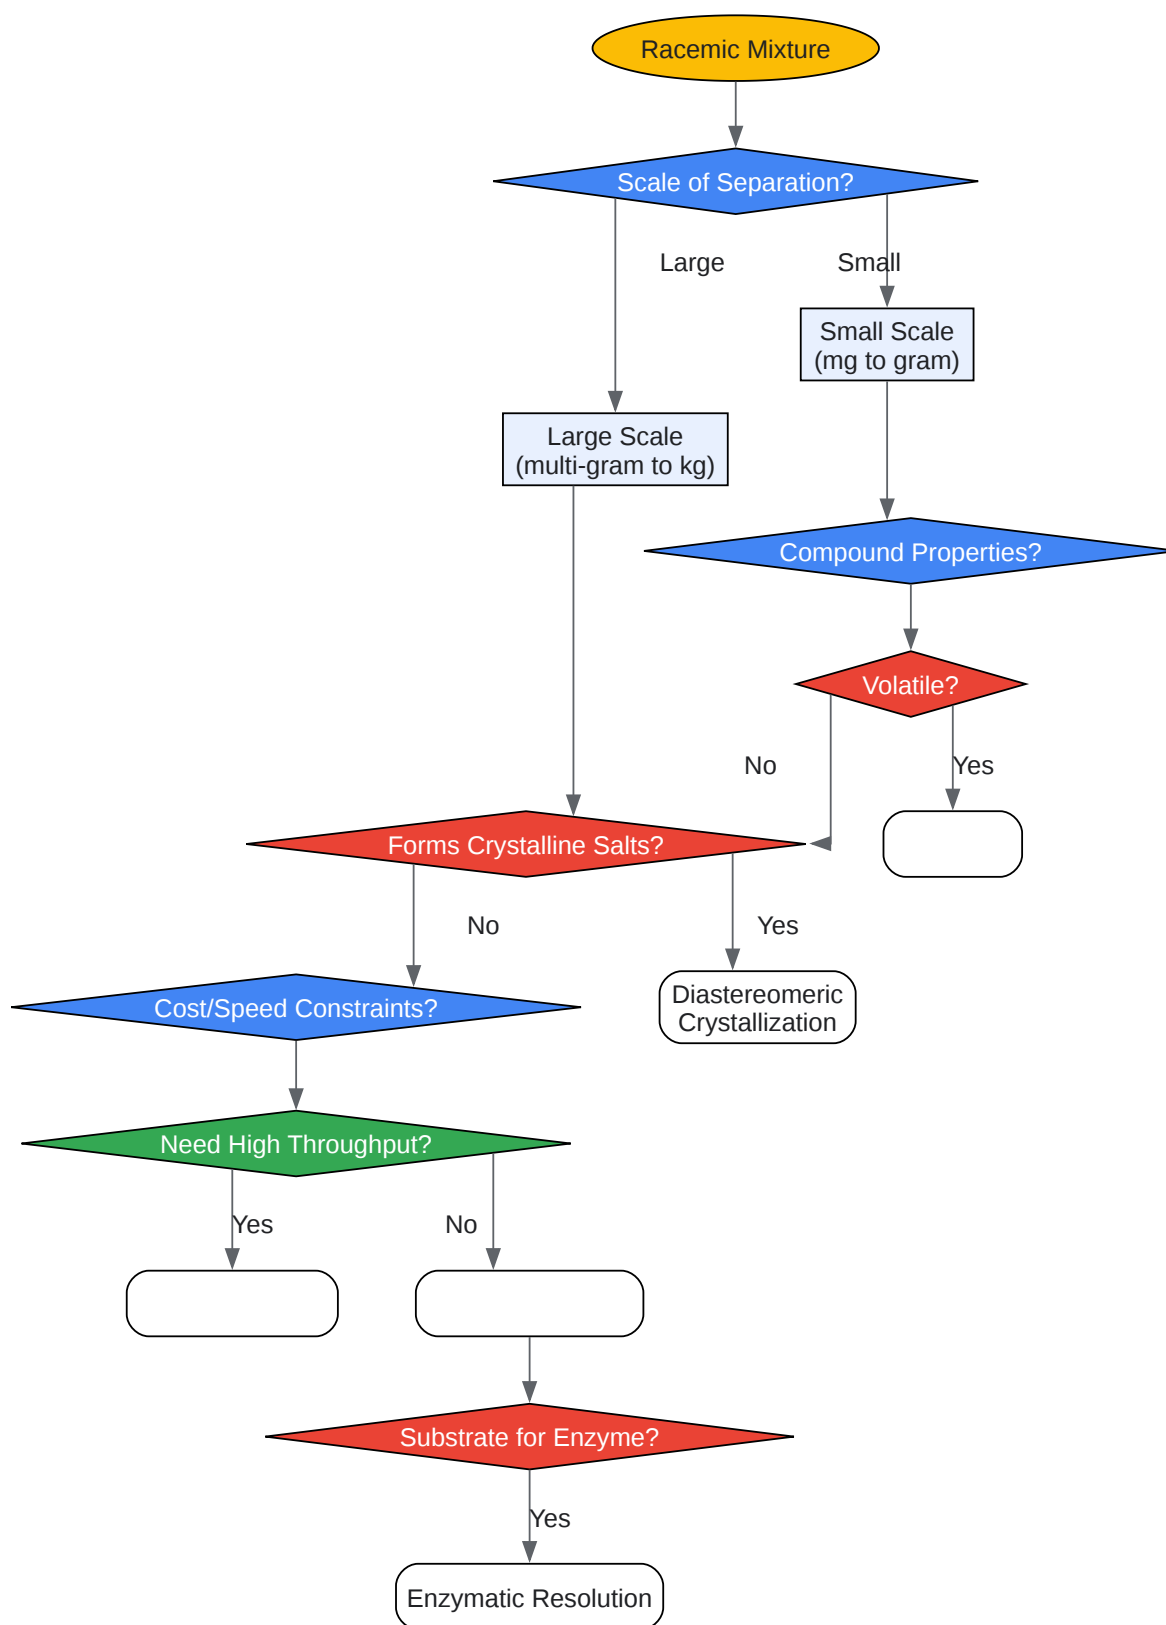 Racemic Mixture
Scale of Separation?
Large
Small
Small Scale
(mg to gram)
Large Scale
(multi-gram to kg)
Compound Properties?
Volatile?
No
Yes
Forms Crystalline Salts?
No
Yes
Diastereomeric
Crystallization
Cost/Speed Constraints?
Need High Throughput?
Yes
No
Substrate for Enzyme?
Yes
Enzymatic Resolution